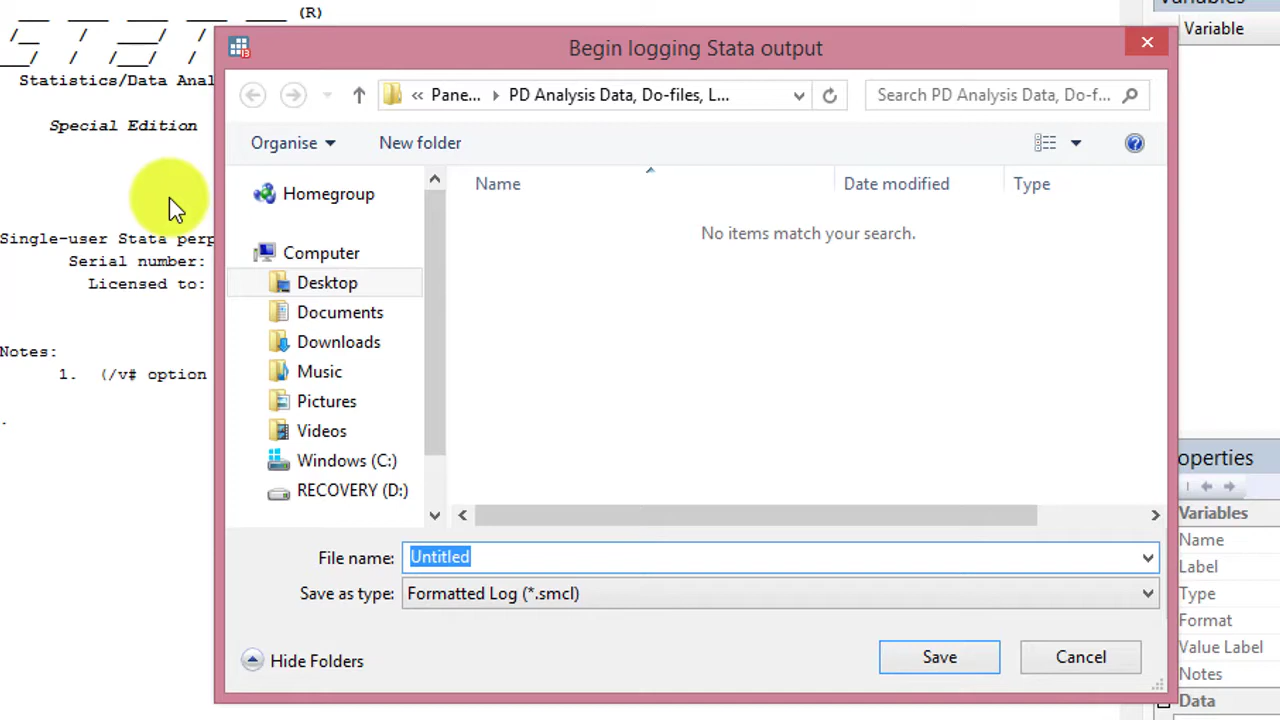 (R)
Statistics/Data Anal
Special Edition
Single-user Stata perp
Serial number:
Licensed to:
Notes:
1. (/v# option
.
Begin logging Stata output
« Pane... PD Analysis Data, Do-files, L...
Search PD Analysis Data, Do-f...
Organise
New folder
Name
Date modified
Type
No items match your search.
Homegroup
Computer
Desktop
Documents
Downloads
Music
Pictures
Videos
Windows (C:)
RECOVERY (D:)
File name: Untitled
Save as type: Formatted Log (*.smcl)
Hide Folders
Save
Cancel
Variables
Variable
operties
Variables
Name
Label
Type
Format
Value Label
Notes
Data